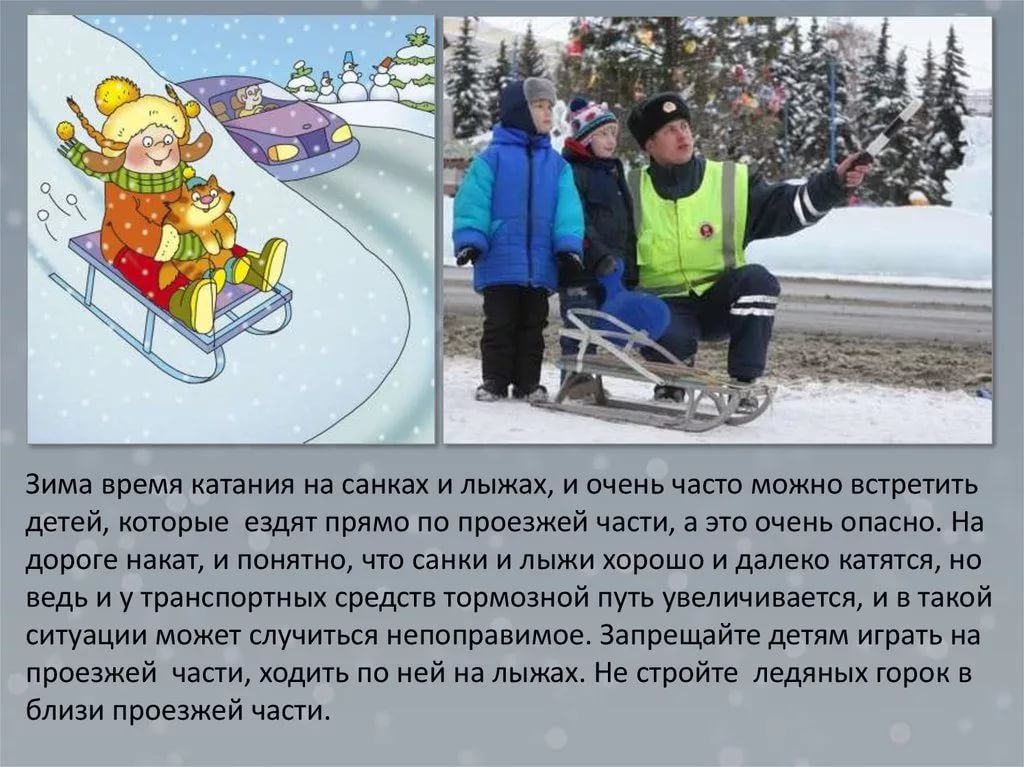 Зима время катания на санках и лыжах, и очень часто можно встретить
детей, которые ездят прямо по проезжей части, а это очень опасно. На
дороге накат, и понятно, что санки и лыжи хорошо и далеко катятся, но
ведь и у транспортных средств тормозной путь увеличивается, и в такой
ситуации может случиться непоправимое. Запрещайте детям играть на
проезжей части, ходить по ней на лыжах. Не стройте ледяных горок в
близи проезжей части.